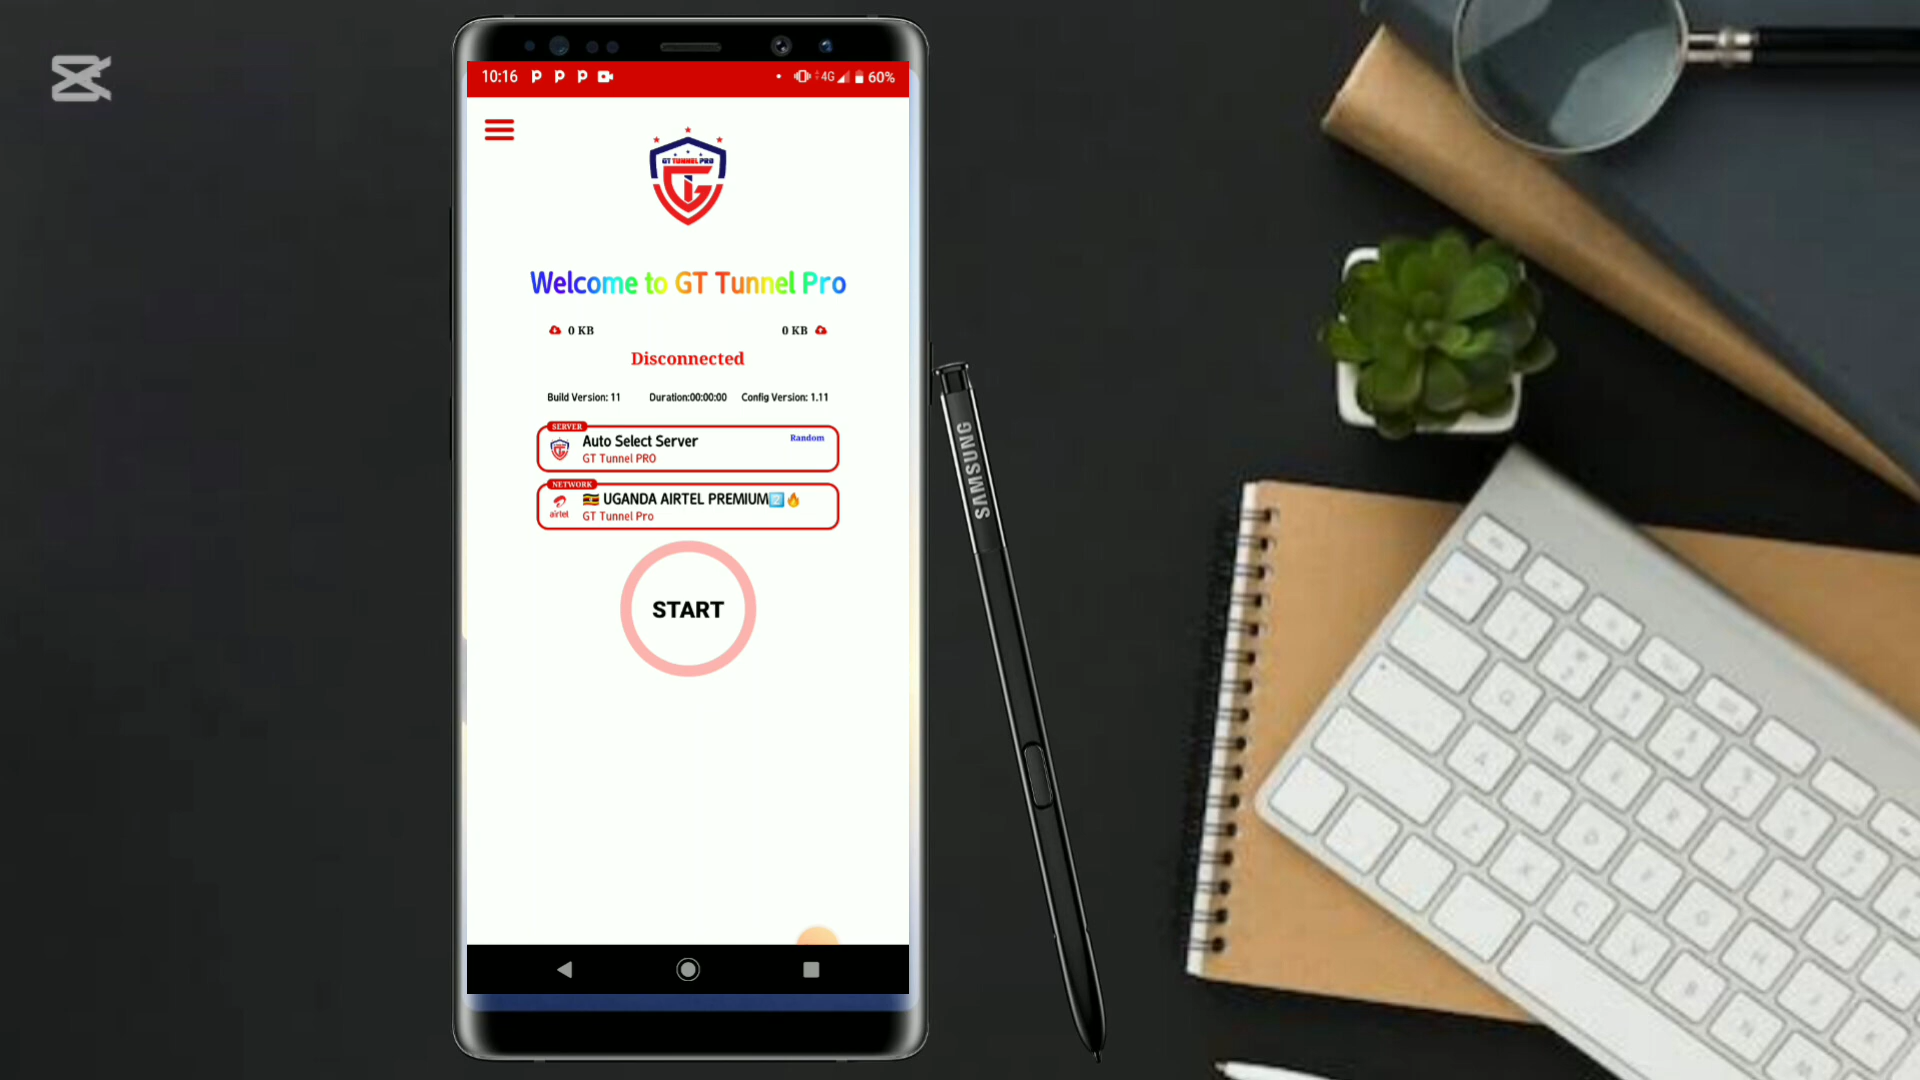 10:16
4G
60%
GT TUNNEL PRO
Welcome to GT Tunnel Pro
0 KB
0 KB
Disconnected
Build Version: 11
Duration:00:00:00
Config Version: 1.11
SERVER
Auto Select Server
Random
GT Tunnel PRO
NETWORK
airtel
🇺🇬 UGANDA AIRTEL PREMIUM2️⃣🔥
GT Tunnel Pro
START
SAMSUNG